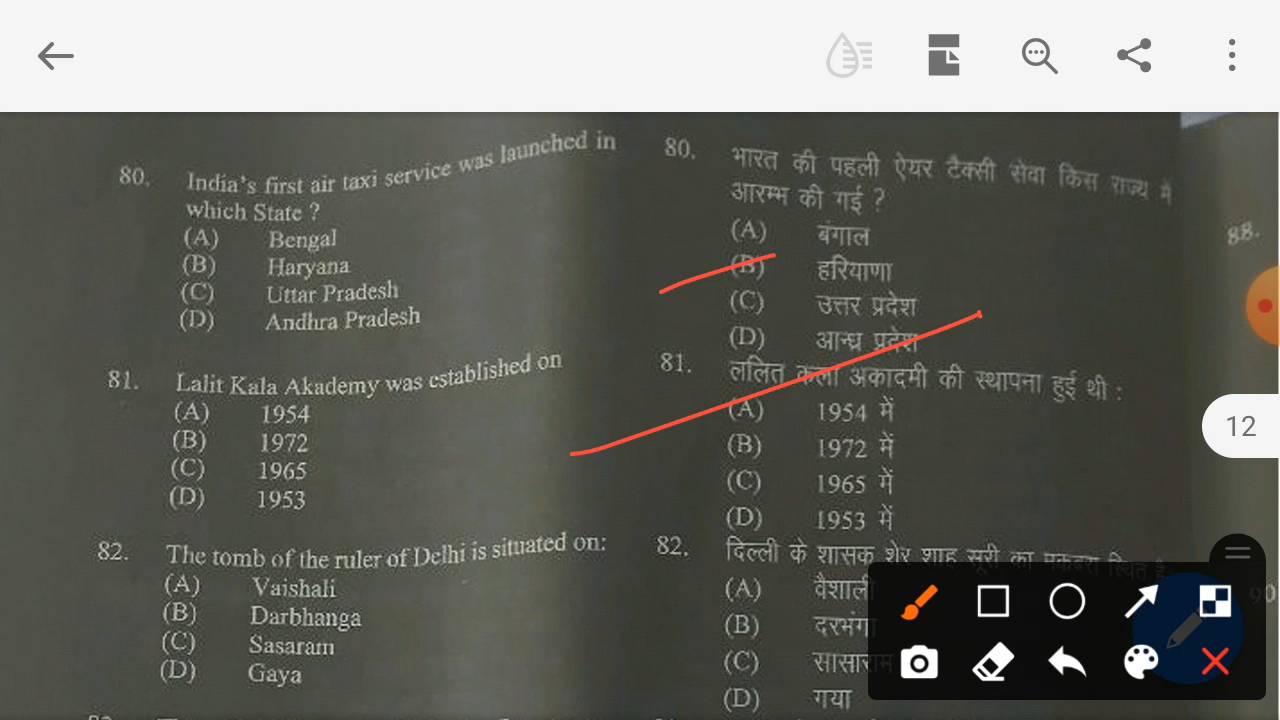 80. India's first air taxi service was launched in
which State ?
(A) Bengal
(B) Haryana
(C) Uttar Pradesh
(D) Andhra Pradesh
81. Lalit Kala Akademy was established on
(A) 1954
(B) 1972
(C) 1965
(D) 1953
82. The tomb of the ruler of Delhi is situated on:
(A) Vaishali
(B) Darbhanga
(C) Sasaram
(D) Gaya
80. भारत की पहली ऐयर टैक्सी सेवा किस राज्य में
आरम्भ की गई ?
(A) बंगाल
(B) हरियाणा
(C) उत्तर प्रदेश
(D) आन्ध्र प्रदेश
81. ललित कला अकादमी की स्थापना हुई थी :
(A) 1954 में
(B) 1972 में
(C) 1965 में
(D) 1953 में
82. दिल्ली के शासक शेर शाह सूरी का मकबरा स्थित है:
(A) वैशाली
(B) दरभंगा
(C) सासाराम
(D) गया
88.
12
90